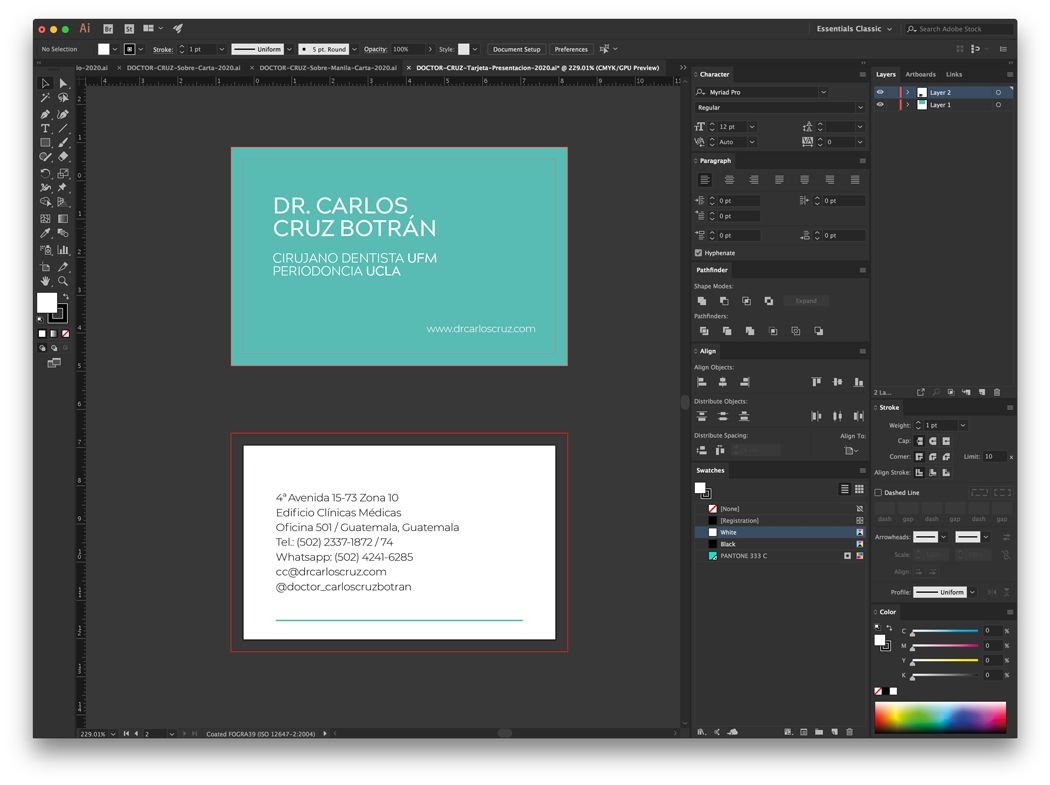 Ai Br St Essentials Classic Search Adobe Stock
No Selection Stroke: 1 pt Uniform 5 pt. Round Opacity: 100% Style: Document Setup Preferences
io-2020.ai × DOCTOR-CRUZ-Sobre-Carta-2020.ai × DOCTOR-CRUZ-Sobre-Manila-Carta-2020.ai × DOCTOR-CRUZ-Tarjeta-Presentacion-2020.ai* @ 229.01% (CMYK/GPU Preview)
DR. CARLOS
CRUZ BOTRÁN
CIRUJANO DENTISTA UFM
PERIODONCIA UCLA
www.drcarloscruz.com
4ª Avenida 15-73 Zona 10
Edificio Clínicas Médicas
Oficina 501 / Guatemala, Guatemala
Tel.: (502) 2337-1872 / 74
Whatsapp: (502) 4241-6285
cc@drcarloscruz.com
@doctor_carloscruzbotran
229.01% 2 Coated FOGRA39 (ISO 12647-2:2004)
Character
Myriad Pro
Regular
12 pt
Auto 0
Paragraph
0 pt 0 pt
0 pt
0 pt 0 pt
Hyphenate
Pathfinder
Shape Modes:
Expand
Pathfinders:
Align
Align Objects:
Distribute Objects:
Distribute Spacing: Align To:
Swatches
[None]
[Registration]
White
Black
PANTONE 333 C
Layers Artboards Links
Layer 2
Layer 1
2 La...
Stroke
Weight: 1 pt
Cap:
Corner: Limit: 10 x
Align Stroke:
Dashed Line
dash gap dash gap dash gap
Arrowheads:
Scale:
Align:
Profile: Uniform
Color
C 0 %
M 0 %
Y 0 %
K 0 %